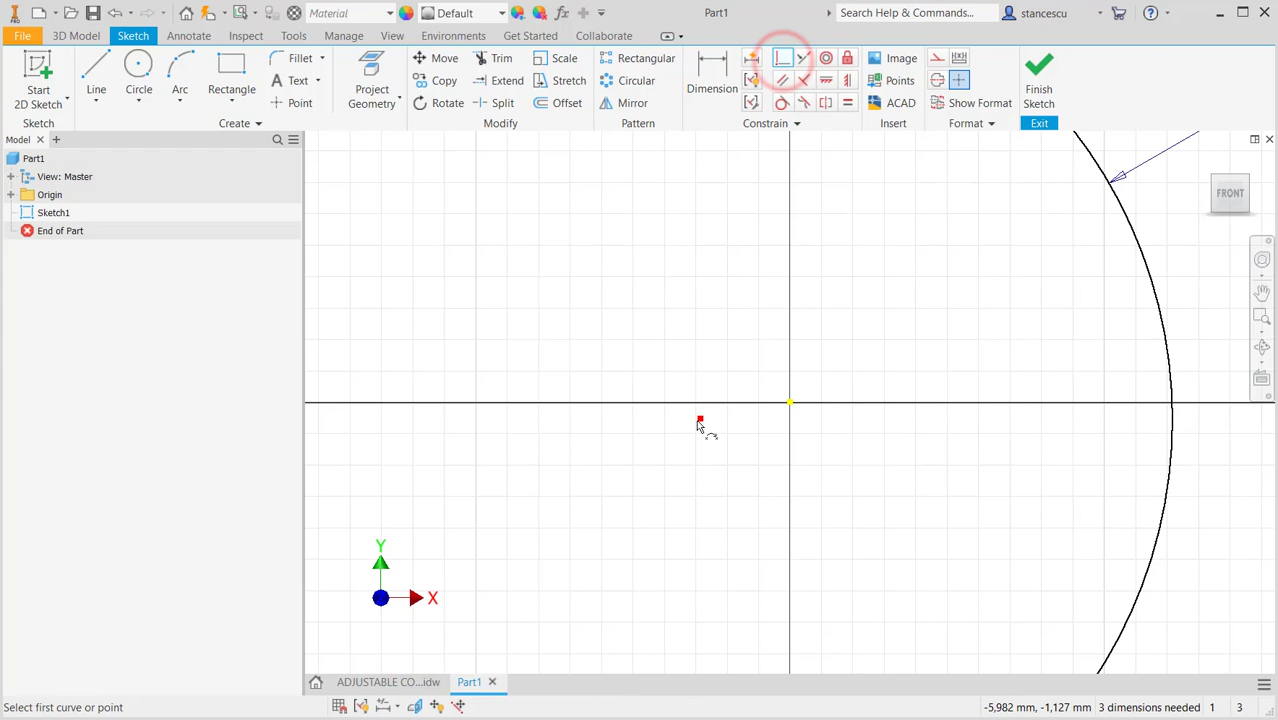 Material
Default
Part1
Search Help & Commands...
stancescu
File
3D Model
Sketch
Annotate
Inspect
Tools
Manage
View
Environments
Get Started
Collaborate
Start
2D Sketch
Line
Circle
Arc
Rectangle
Fillet
Text
Point
Project
Geometry
Move
Copy
Rotate
Trim
Extend
Split
Scale
Stretch
Offset
Rectangular
Circular
Mirror
Dimension
Image
Points
ACAD
Show Format
Finish
Sketch
Sketch
Create
Modify
Pattern
Constrain
Insert
Format
Exit
Model
Part1
View: Master
Origin
Sketch1
End of Part
FRONT
Y
X
ADJUSTABLE CO...idw
Part1
Select first curve or point
-5,982 mm, -1,127 mm
3 dimensions needed
1
3